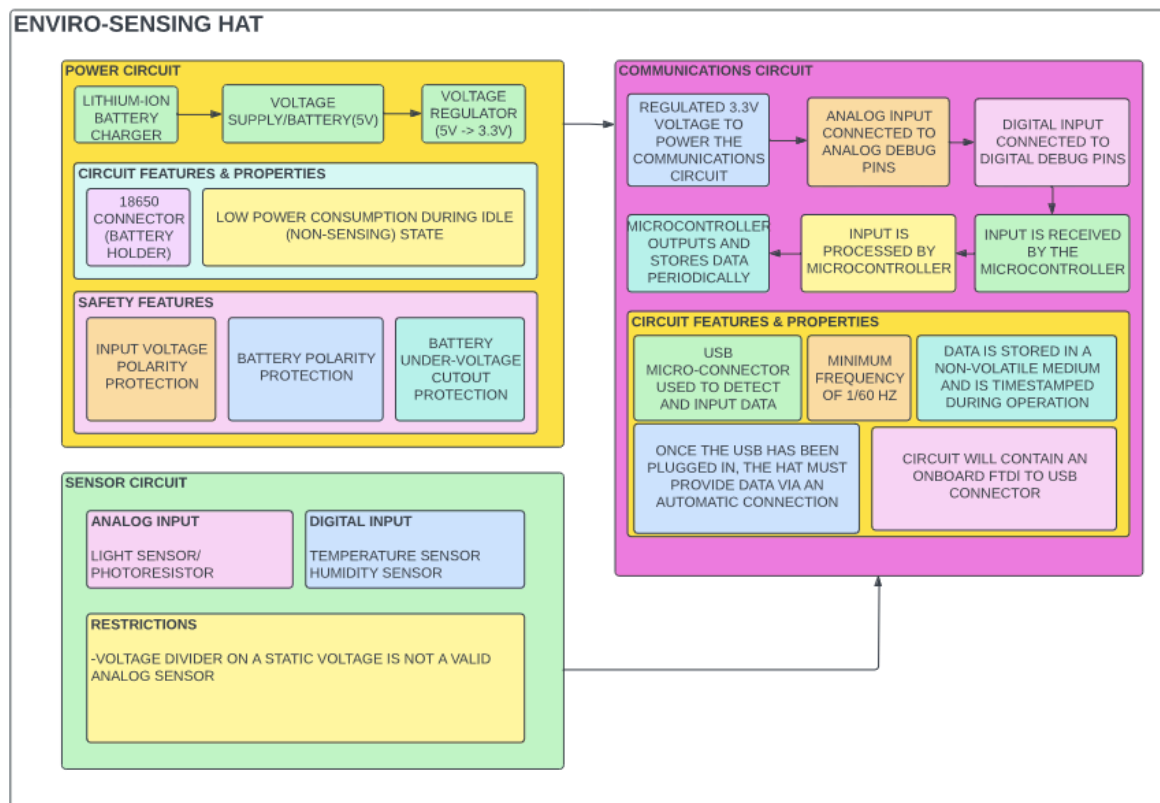 ENVIRO-SENSING HAT
POWER CIRCUIT
LITHIUM-ION
BATTERY
CHARGER
VOLTAGE
SUPPLY/BATTERY(5V)
VOLTAGE
REGULATOR
(5V -> 3.3V)
CIRCUIT FEATURES & PROPERTIES
18650
CONNECTOR
(BATTERY
HOLDER)
LOW POWER CONSUMPTION DURING IDLE
(NON-SENSING) STATE
SAFETY FEATURES
INPUT VOLTAGE
POLARITY
PROTECTION
BATTERY POLARITY
PROTECTION
BATTERY
UNDER-VOLTAGE
CUTOUT
PROTECTION
SENSOR CIRCUIT
ANALOG INPUT
LIGHT SENSOR/
PHOTORESISTOR
DIGITAL INPUT
TEMPERATURE SENSOR
HUMIDITY SENSOR
RESTRICTIONS
-VOLTAGE DIVIDER ON A STATIC VOLTAGE IS NOT A VALID
ANALOG SENSOR
COMMUNICATIONS CIRCUIT
REGULATED 3.3V
VOLTAGE TO
POWER THE
COMMUNICATIONS
CIRCUIT
ANALOG INPUT
CONNECTED TO
ANALOG DEBUG
PINS
DIGITAL INPUT
CONNECTED TO
DIGITAL DEBUG PINS
INPUT IS RECEIVED
BY THE
MICROCONTROLLER
INPUT IS
PROCESSED BY
MICROCONTROLLER
MICROCONTROLLER
OUTPUTS AND
STORES DATA
PERIODICALLY
CIRCUIT FEATURES & PROPERTIES
USB
MICRO-CONNECTOR
USED TO DETECT
AND INPUT DATA
MINIMUM
FREQUENCY
OF 1/60 HZ
DATA IS STORED IN A
NON-VOLATILE MEDIUM
AND IS TIMESTAMPED
DURING OPERATION
ONCE THE USB HAS BEEN
PLUGGED IN, THE HAT MUST
PROVIDE DATA VIA AN
AUTOMATIC CONNECTION
CIRCUIT WILL CONTAIN AN
ONBOARD FTDI TO USB
CONNECTOR